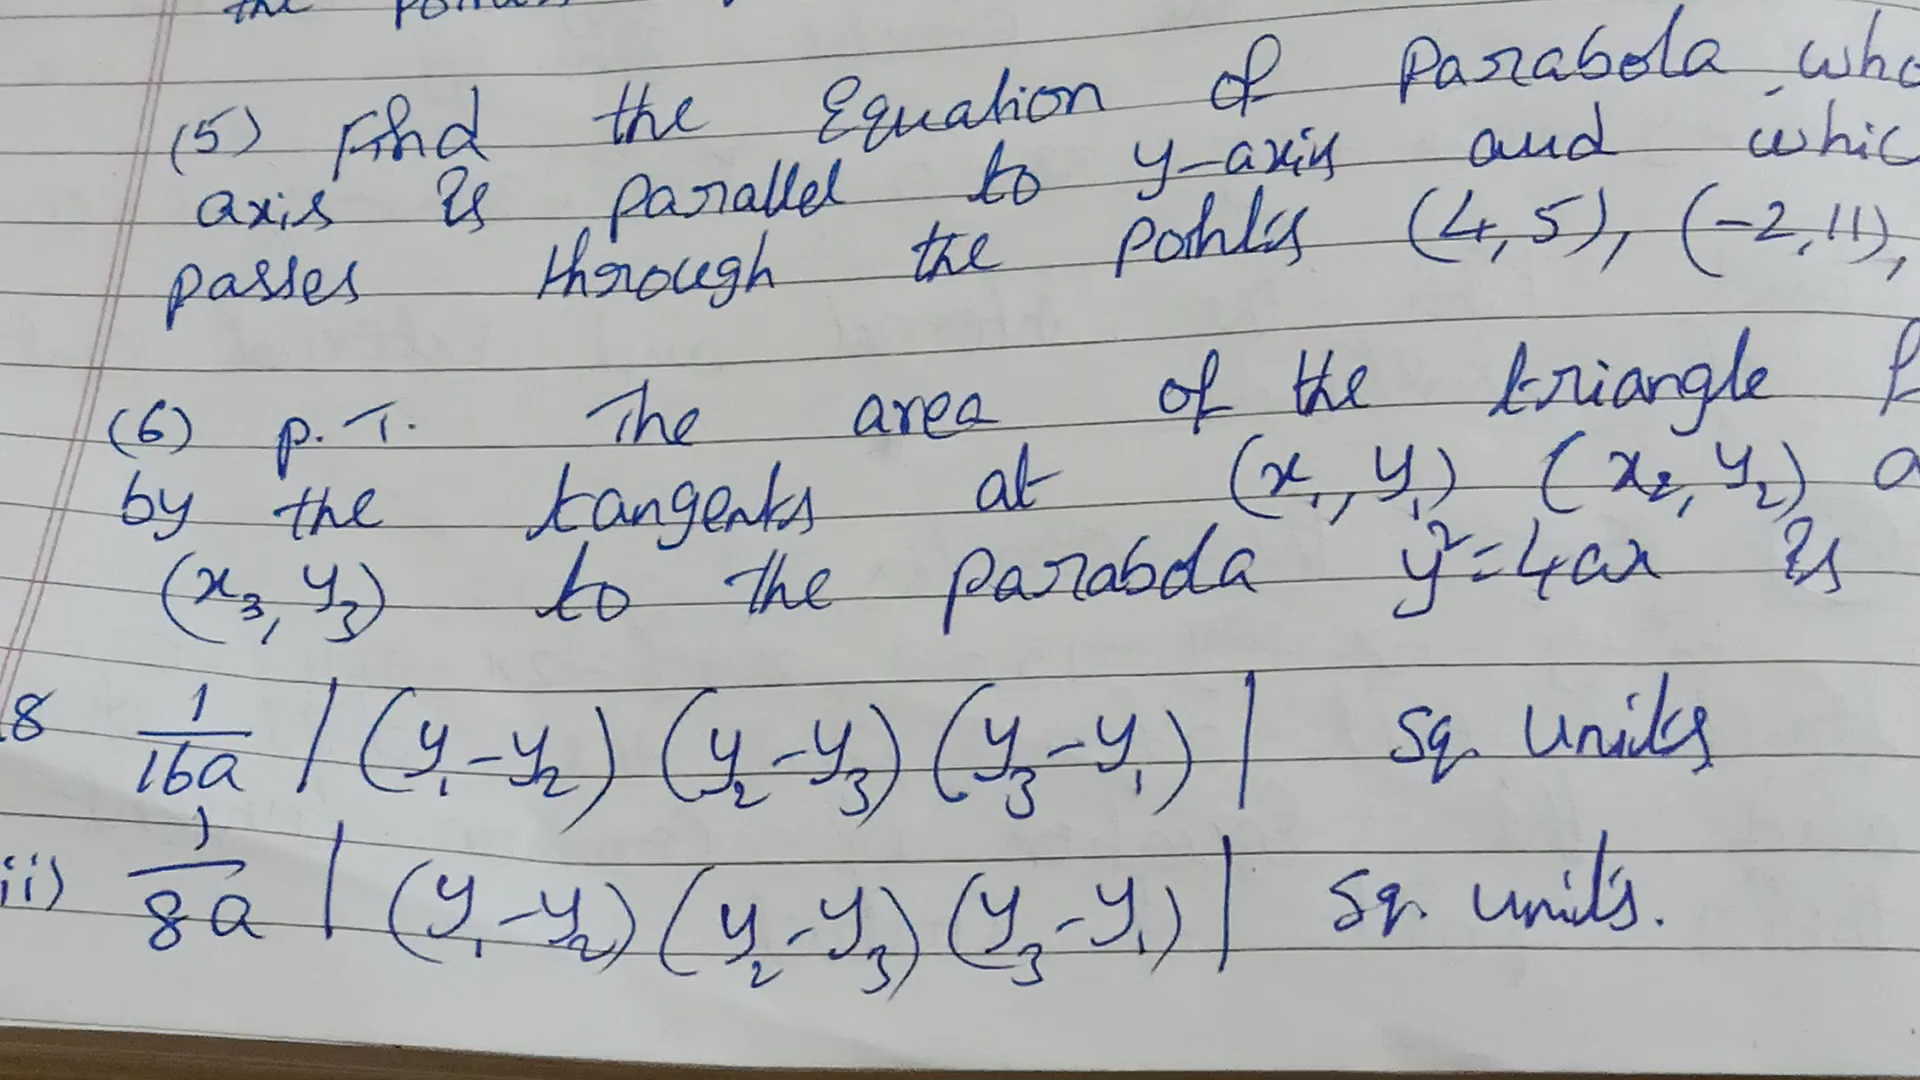 the
(5) Find the Equation of Parabola who
axis is parallel to y-axis and whic
passes through the points (4,5), (-2,11),
(6) P.T. The area of the triangle f
by the tangents at (x₁, y₁) (x₂, y₂) a
(x₃, y₃) to the parabola y²=4ax is
8 1/16a |(y₁-y₂) (y₂-y₃) (y₃-y₁)| Sq. Units
ii) 1/8a |(y₁-y₂) (y₂-y₃) (y₃-y₁)| Sq. units.